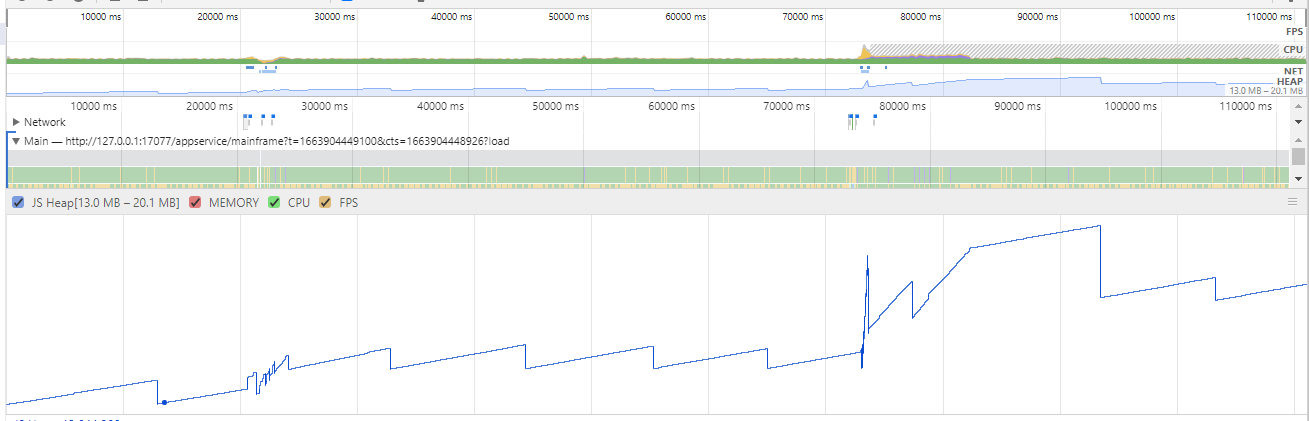 10000 ms 20000 ms 30000 ms 40000 ms 50000 ms 60000 ms 70000 ms 80000 ms 90000 ms 100000 ms 110000 ms
FPS
CPU
NET
HEAP
13.0 MB – 20.1 MB
10000 ms 20000 ms 30000 ms 40000 ms 50000 ms 60000 ms 70000 ms 80000 ms 90000 ms 100000 ms 110000 ms
Network
Main — http://127.0.0.1:17077/appservice/mainframe?t=1663904449100&cts=1663904448926?load
JS Heap[13.0 MB – 20.1 MB] MEMORY CPU FPS